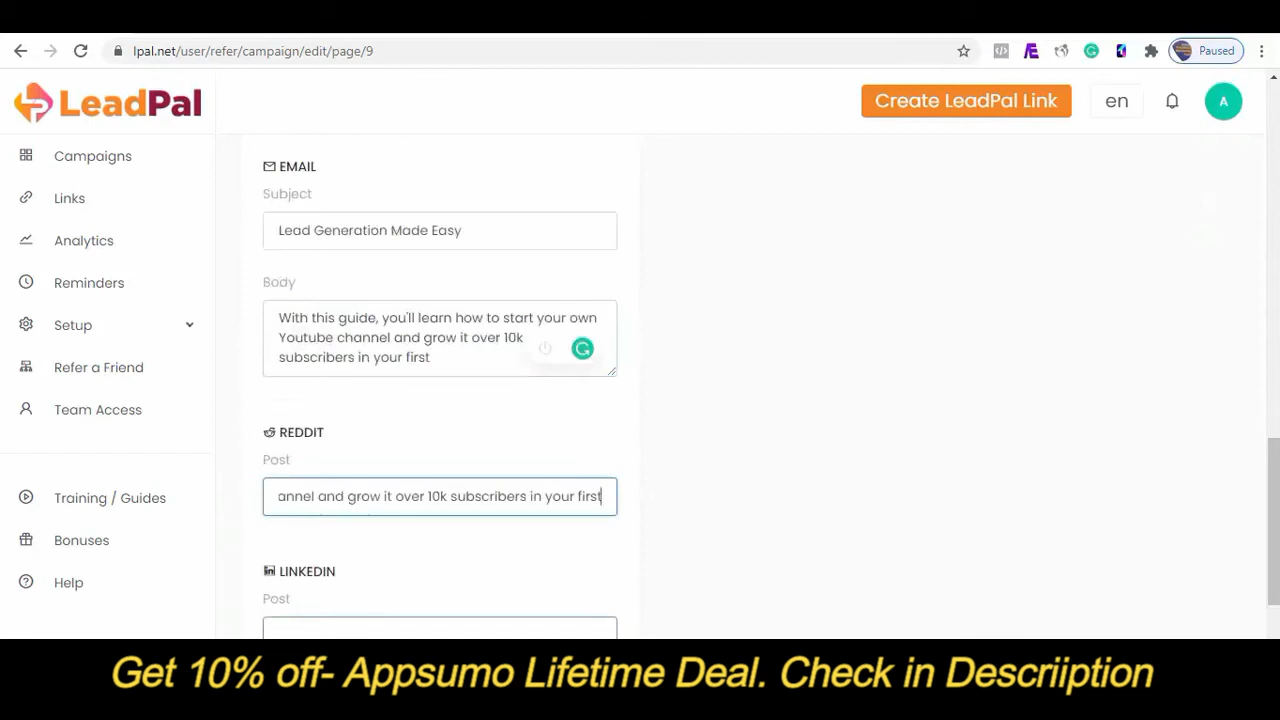 lpal.net/user/refer/campaign/edit/page/9
Paused
LeadPal
Create LeadPal Link
en
A
Campaigns
Links
Analytics
Reminders
Setup
Refer a Friend
Team Access
Training / Guides
Bonuses
Help
EMAIL
Subject
Lead Generation Made Easy
Body
With this guide, you'll learn how to start your own
Youtube channel and grow it over 10k
subscribers in your first
REDDIT
Post
annel and grow it over 10k subscribers in your first
LINKEDIN
Post
Get 10% off- Appsumo Lifetime Deal. Check in Descriiption